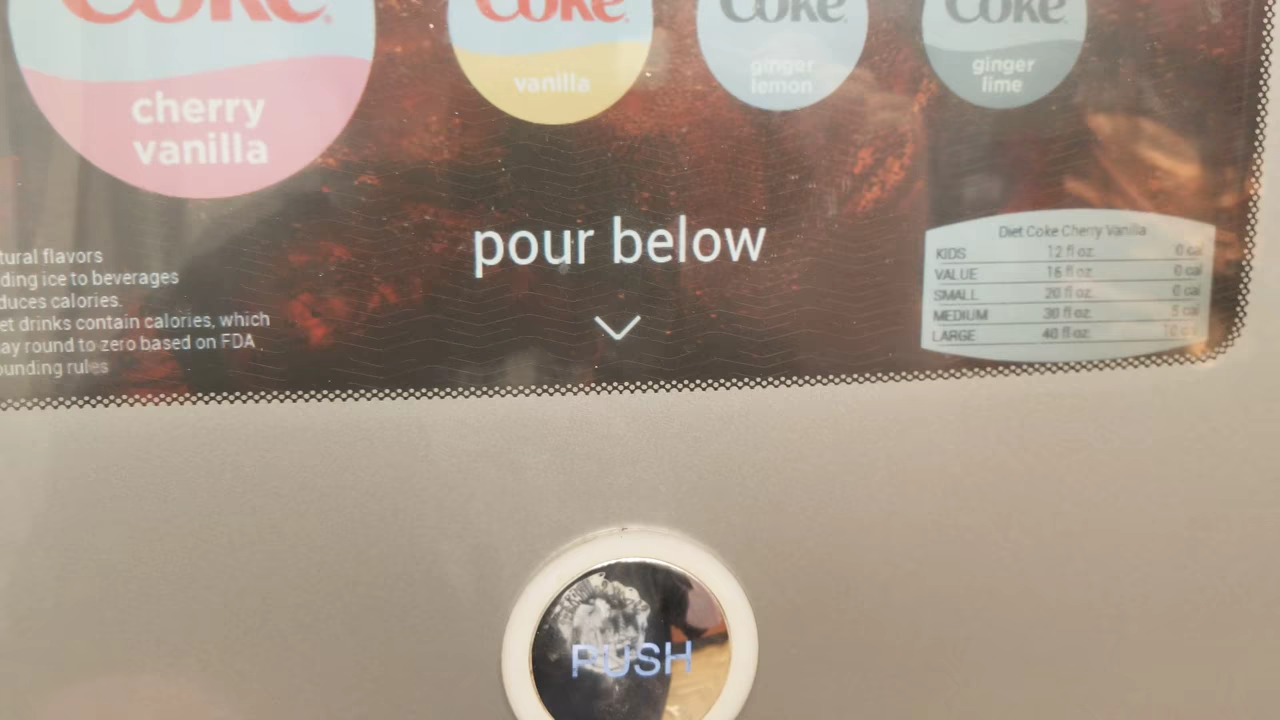 Coke
Coke
Coke
Coke
cherry
vanilla
vanilla
ginger
lemon
ginger
lime
pour below
tural flavors
ding ice to beverages
duces calories.
et drinks contain calories, which
ay round to zero based on FDA
ounding rules
Diet Coke Cherry Vanilla
KIDS 12 fl oz. 0 cal
VALUE 16 fl oz. 0 cal
SMALL 20 fl oz. 0 cal
MEDIUM 30 fl oz. 5 cal
LARGE 40 fl oz. 10 cal
PUSH